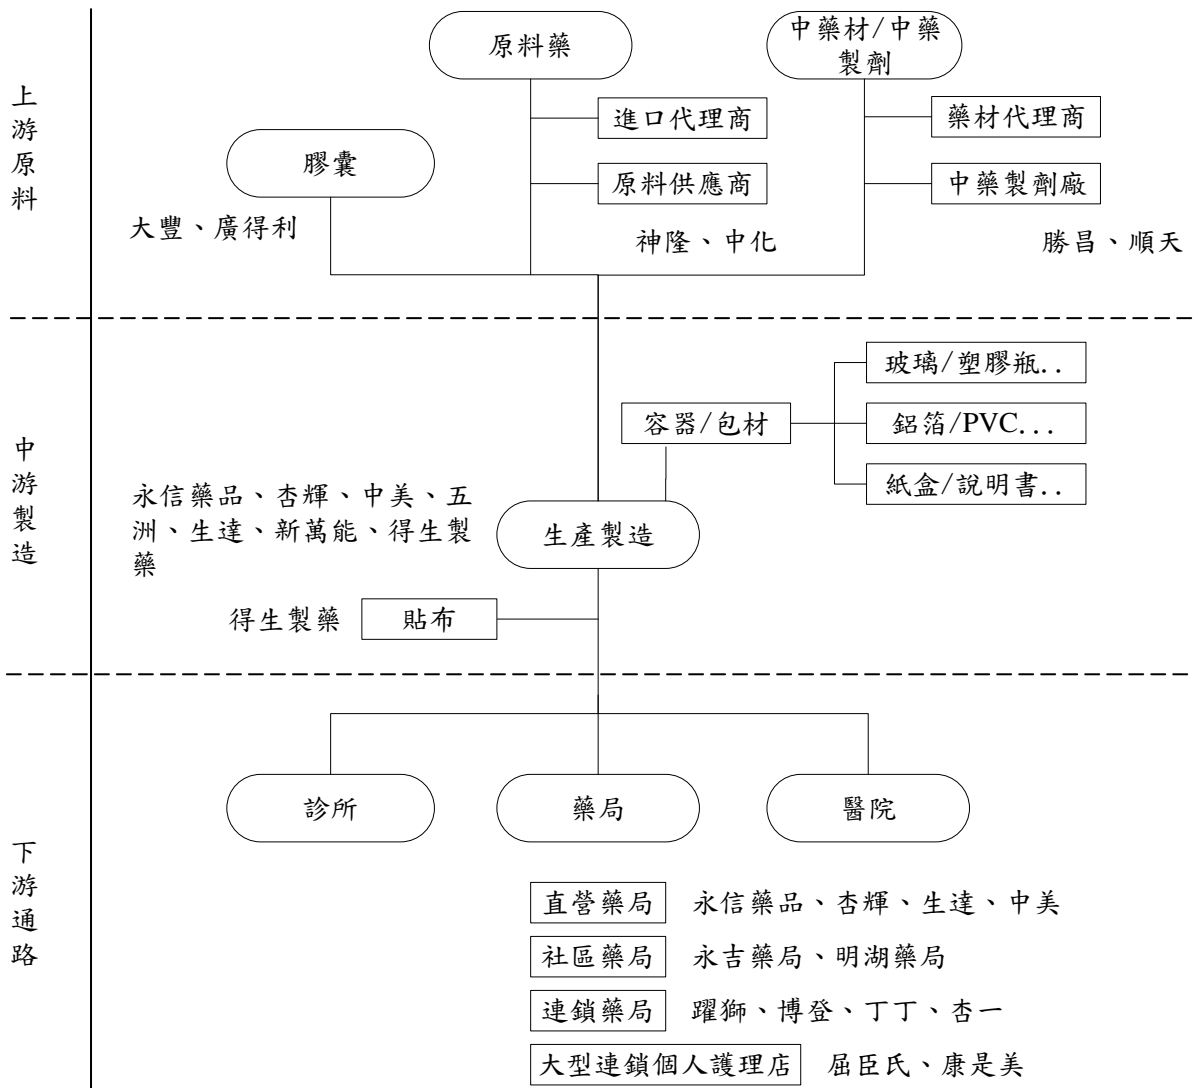 上游原料
原料藥
中藥材/中藥
製劑
進口代理商
藥材代理商
膠囊
原料供應商
中藥製劑廠
大豐、廣得利
神隆、中化
勝昌、順天
中游製造
玻璃/塑膠瓶..
容器/包材
鋁箔/PVC...
紙盒/說明書..
永信藥品、杏輝、中美、五
洲、生達、新萬能、得生製
藥
生產製造
得生製藥
貼布
下游通路
診所
藥局
醫院
直營藥局
永信藥品、杏輝、生達、中美
社區藥局
永吉藥局、明湖藥局
連鎖藥局
躍獅、博登、丁丁、杏一
大型連鎖個人護理店
屈臣氏、康是美